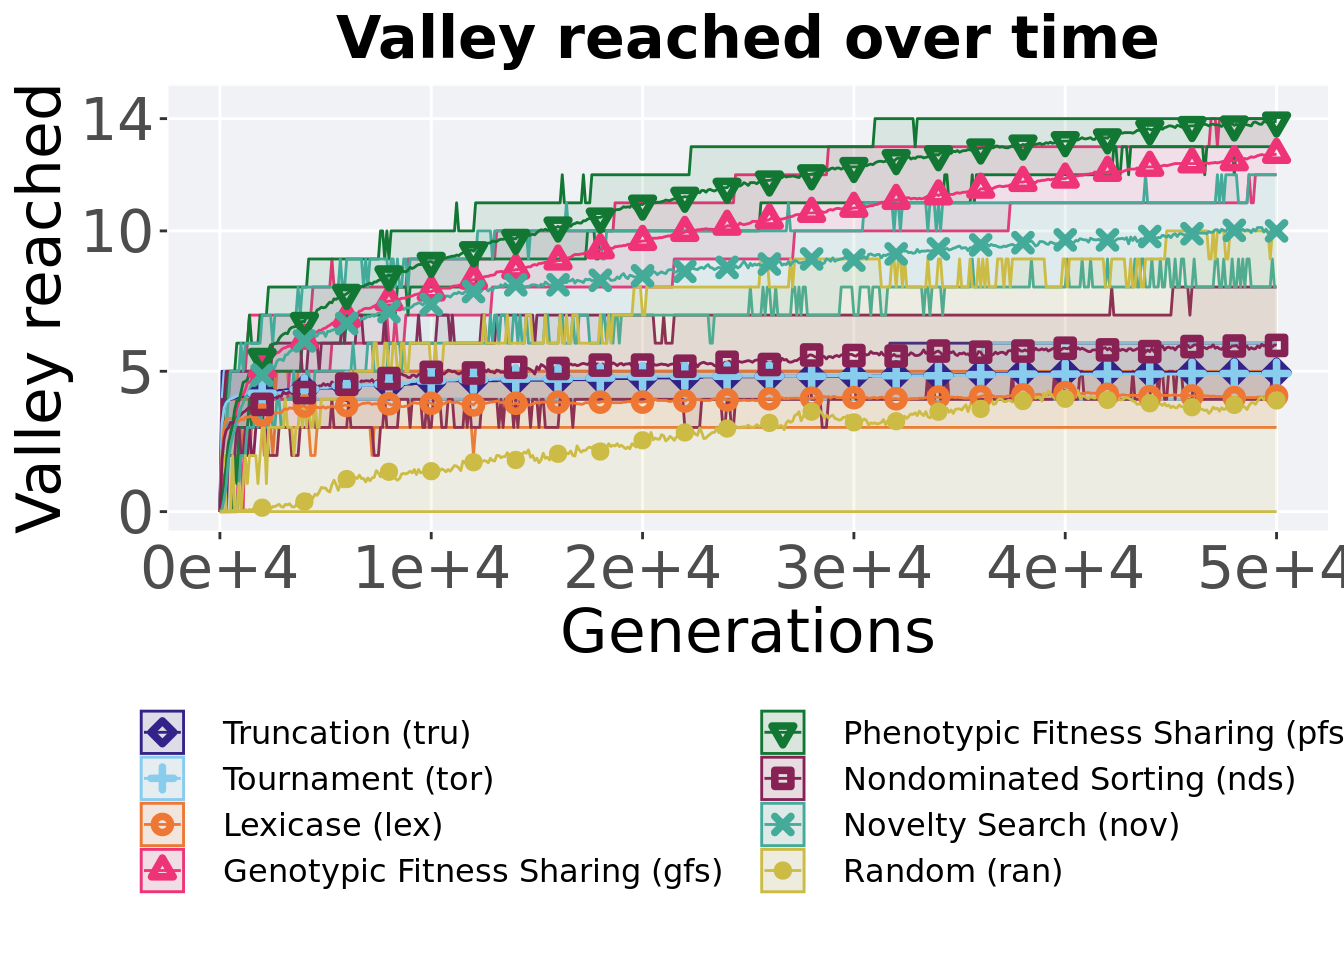 Valley reached over time
Valley reached
14
10
5
0
0e+4 1e+4 2e+4 3e+4 4e+4 5e+4
Generations
Truncation (tru)
Tournament (tor)
Lexicase (lex)
Genotypic Fitness Sharing (gfs)
Phenotypic Fitness Sharing (pfs
Nondominated Sorting (nds)
Novelty Search (nov)
Random (ran)